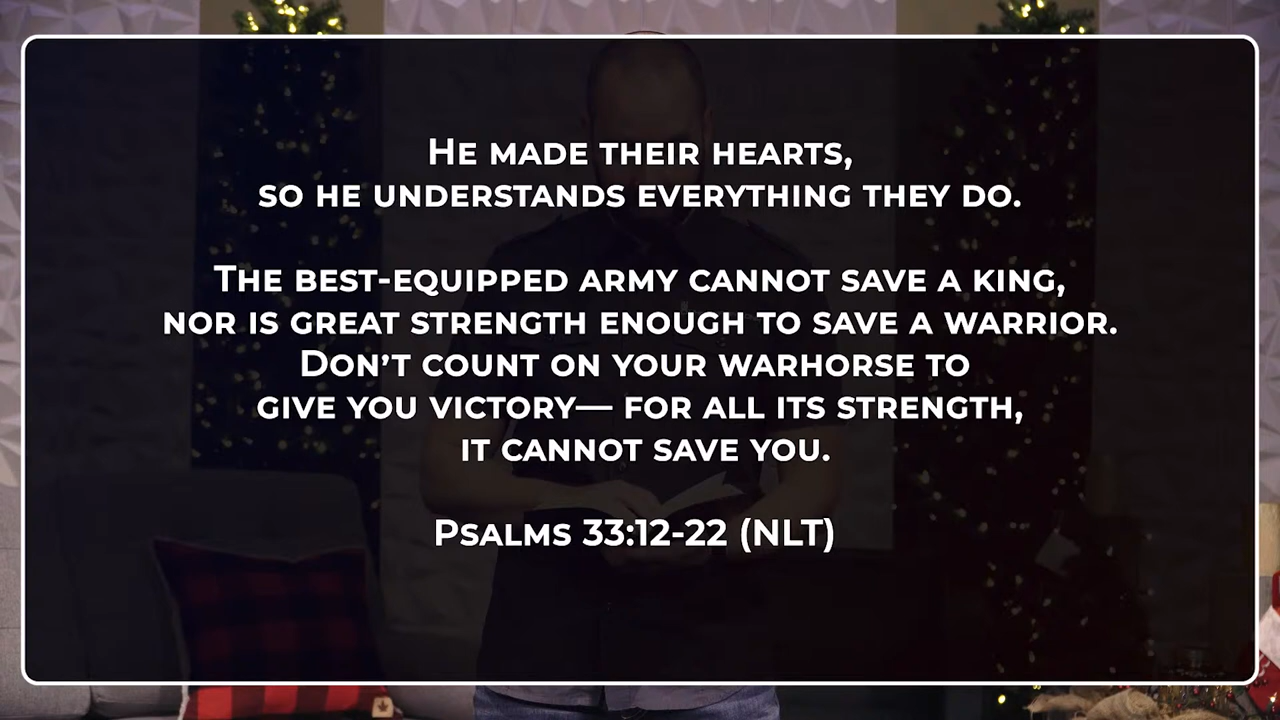 He made their hearts,
so he understands everything they do.
The best-equipped army cannot save a king,
nor is great strength enough to save a warrior.
Don’t count on your warhorse to
give you victory— for all its strength,
it cannot save you.
Psalms 33:12-22 (NLT)